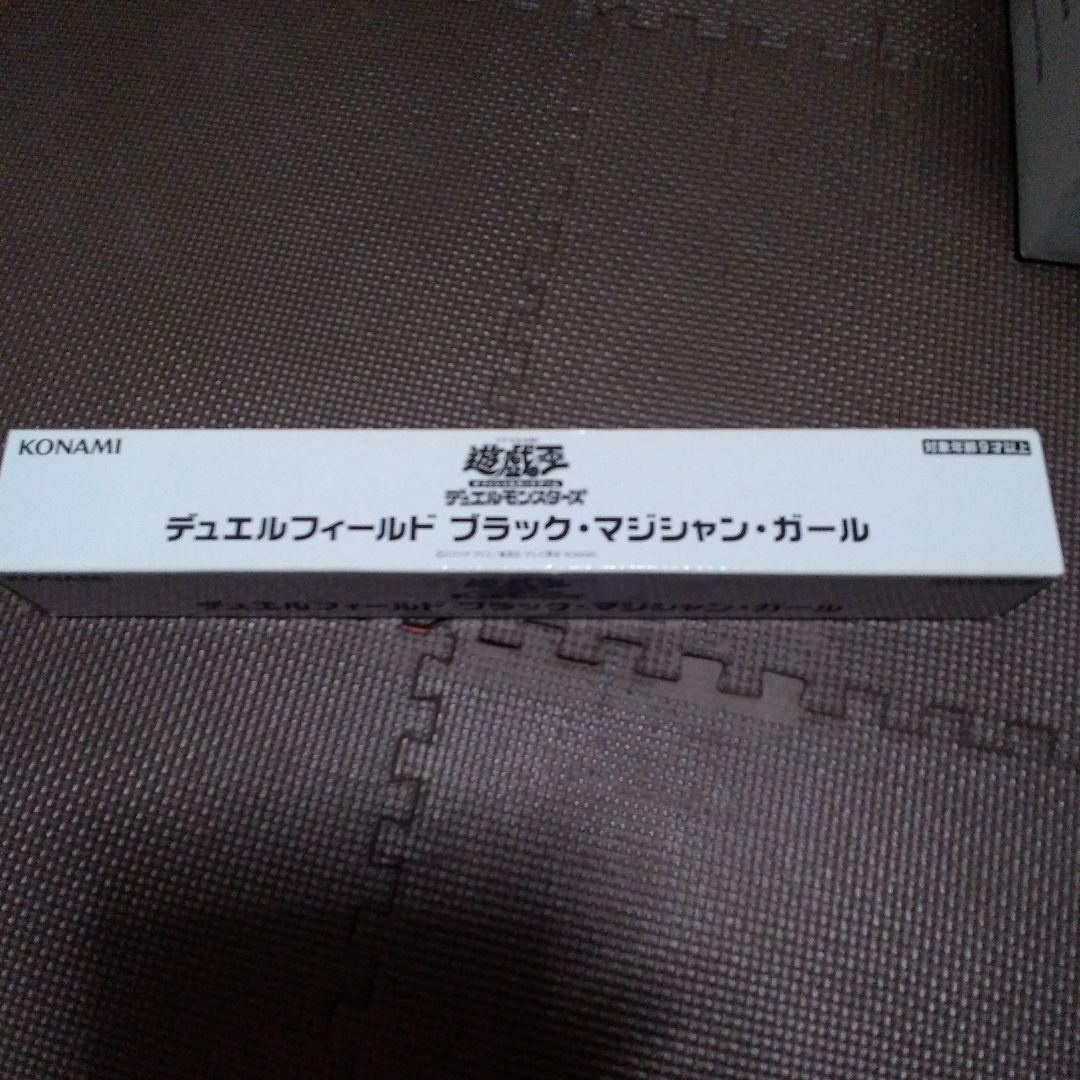 KONAMI
遊戯王
デュエルモンスターズ
対象年齢9才以上
デュエルフィールド ブラック・マジシャン・ガール
デュエルフィールド ブラック・マジシャン・ガール